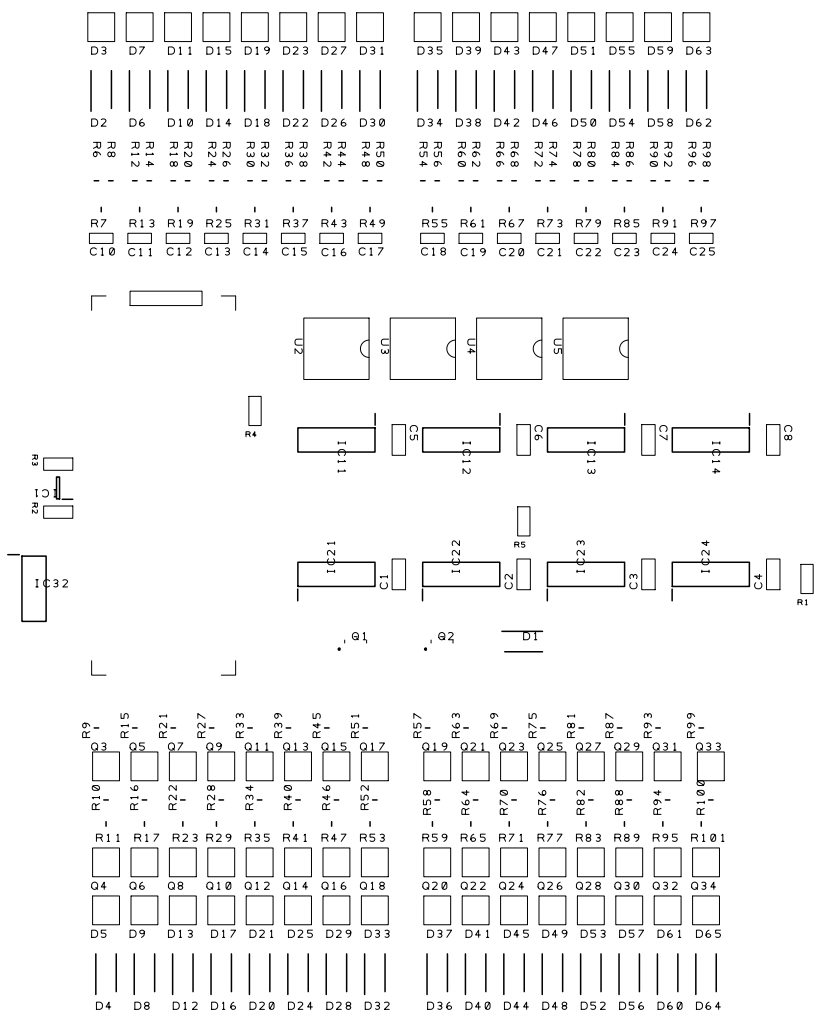 D3 D7 D11 D15 D19 D23 D27 D31 D35 D39 D43 D47 D51 D55 D59 D63
D2 D6 D10 D14 D18 D22 D26 D30 D34 D38 D42 D46 D50 D54 D58 D62
R6 R8 R12 R14 R18 R20 R24 R26 R30 R32 R36 R38 R42 R44 R48 R50 R54 R56 R60 R62 R66 R68 R72 R74 R78 R80 R84 R86 R90 R92 R96 R98
R7 R13 R19 R25 R31 R37 R43 R49 R55 R61 R67 R73 R79 R85 R91 R97
C10 C11 C12 C13 C14 C15 C16 C17 C18 C19 C20 C21 C22 C23 C24 C25
U2 U3 U4 U5
R4
IC11 C5 IC12 C6 IC13 C7 IC14 C8
R3
IC1
R2
R5
IC21 C1 IC22 C2 IC23 C3 IC24 C4
IC32
R1
Q1 Q2 D1
R9 R15 R21 R27 R33 R39 R45 R51 R57 R63 R69 R75 R81 R87 R93 R99
Q3 Q5 Q7 Q9 Q11 Q13 Q15 Q17 Q19 Q21 Q23 Q25 Q27 Q29 Q31 Q33
R10 R16 R22 R28 R34 R40 R46 R52 R58 R64 R70 R76 R82 R88 R94 R100
R11 R17 R23 R29 R35 R41 R47 R53 R59 R65 R71 R77 R83 R89 R95 R101
Q4 Q6 Q8 Q10 Q12 Q14 Q16 Q18 Q20 Q22 Q24 Q26 Q28 Q30 Q32 Q34
D5 D9 D13 D17 D21 D25 D29 D33 D37 D41 D45 D49 D53 D57 D61 D65
D4 D8 D12 D16 D20 D24 D28 D32 D36 D40 D44 D48 D52 D56 D60 D64